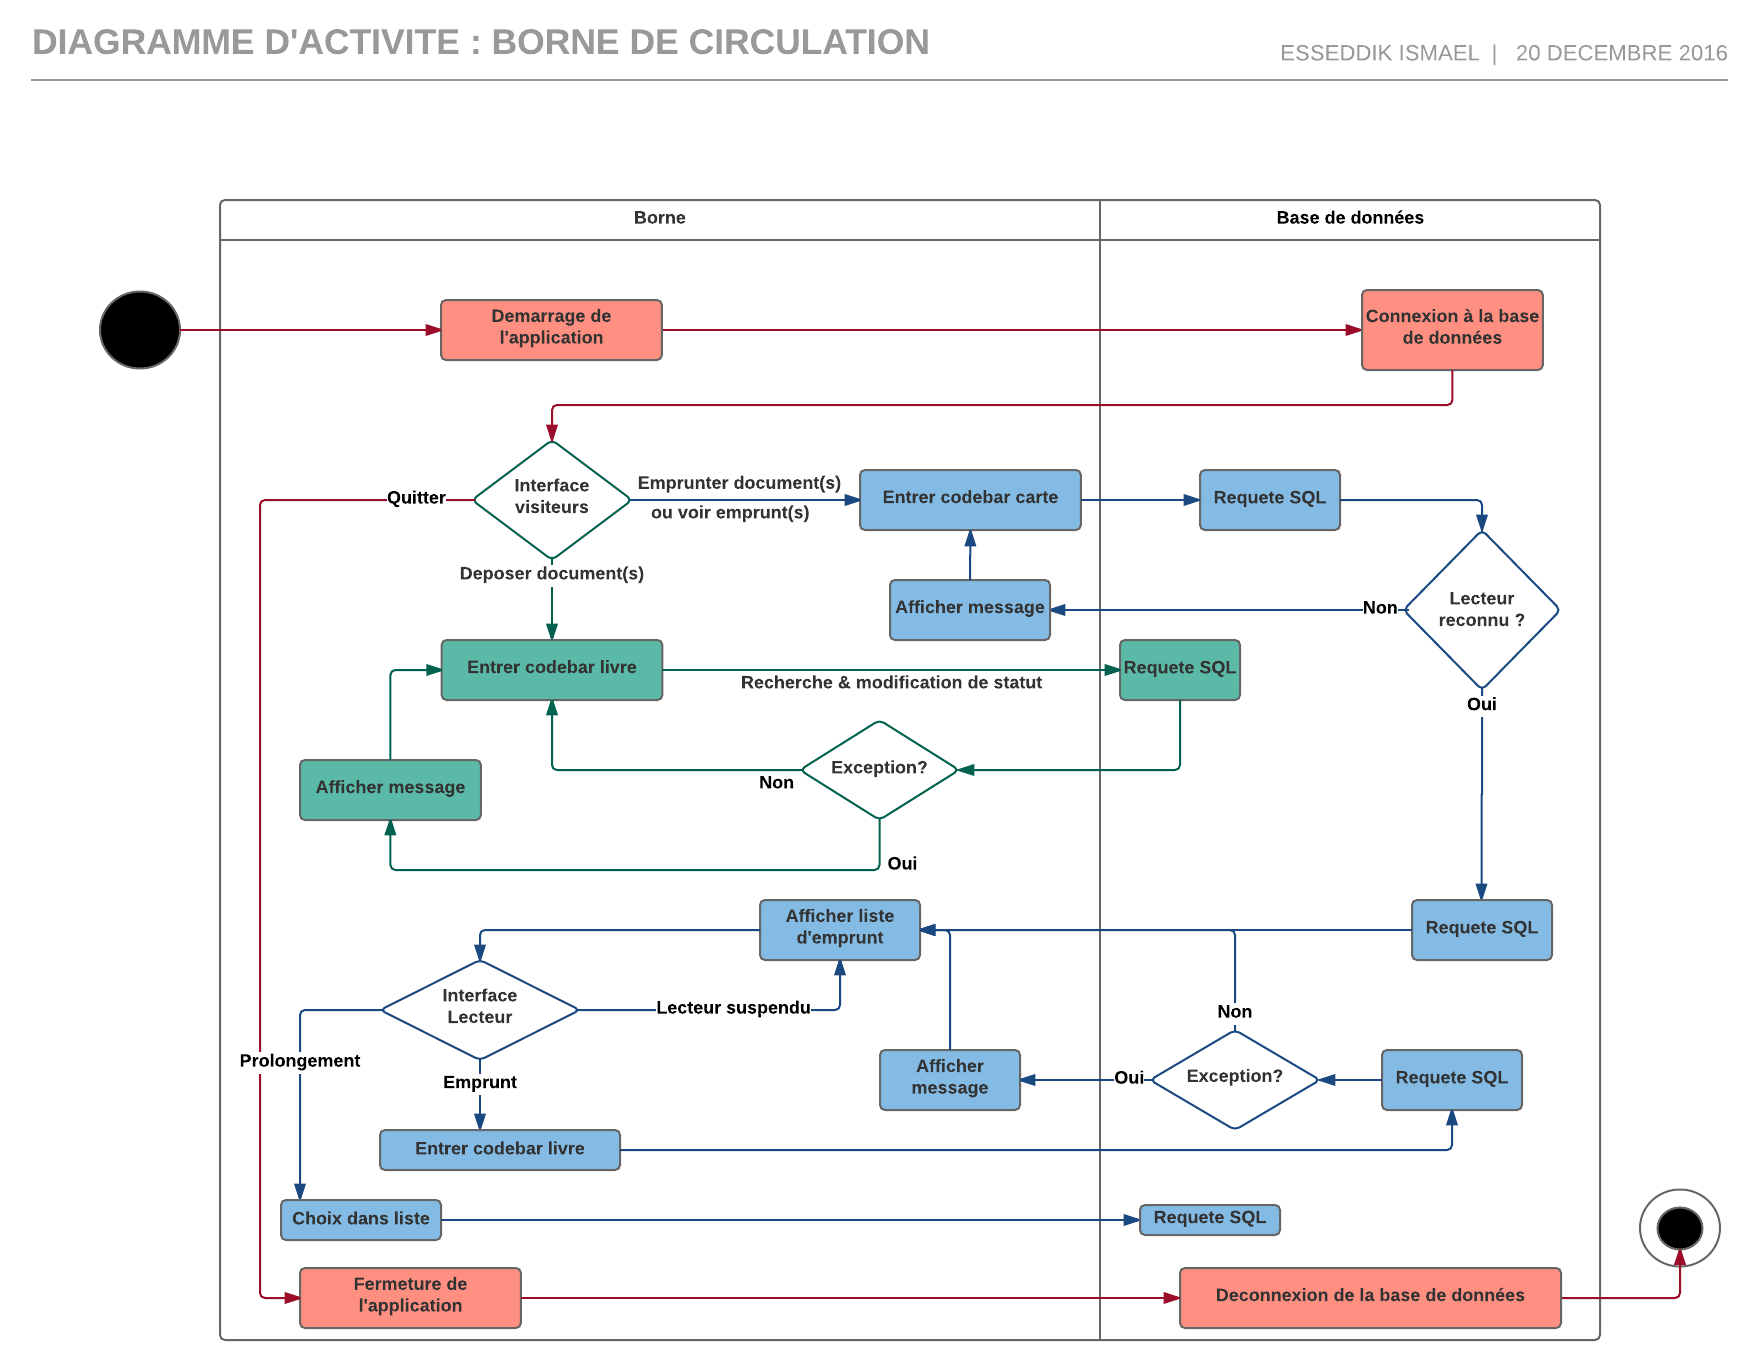 DIAGRAMME D'ACTIVITE : BORNE DE CIRCULATION
ESSEDDIK ISMAEL | 20 DECEMBRE 2016
Borne
Base de données
Demarrage de
l'application
Connexion à la base
de données
Interface
visiteurs
Quitter
Emprunter document(s)
ou voir emprunt(s)
Entrer codebar carte
Requete SQL
Deposer document(s)
Afficher message
Non
Lecteur
reconnu ?
Oui
Entrer codebar livre
Recherche & modification de statut
Requete SQL
Afficher message
Non
Exception?
Oui
Afficher liste
d'emprunt
Requete SQL
Interface
Lecteur
Lecteur suspendu
Non
Prolongement
Emprunt
Afficher
message
Oui
Exception?
Requete SQL
Entrer codebar livre
Choix dans liste
Requete SQL
Fermeture de
l'application
Deconnexion de la base de données